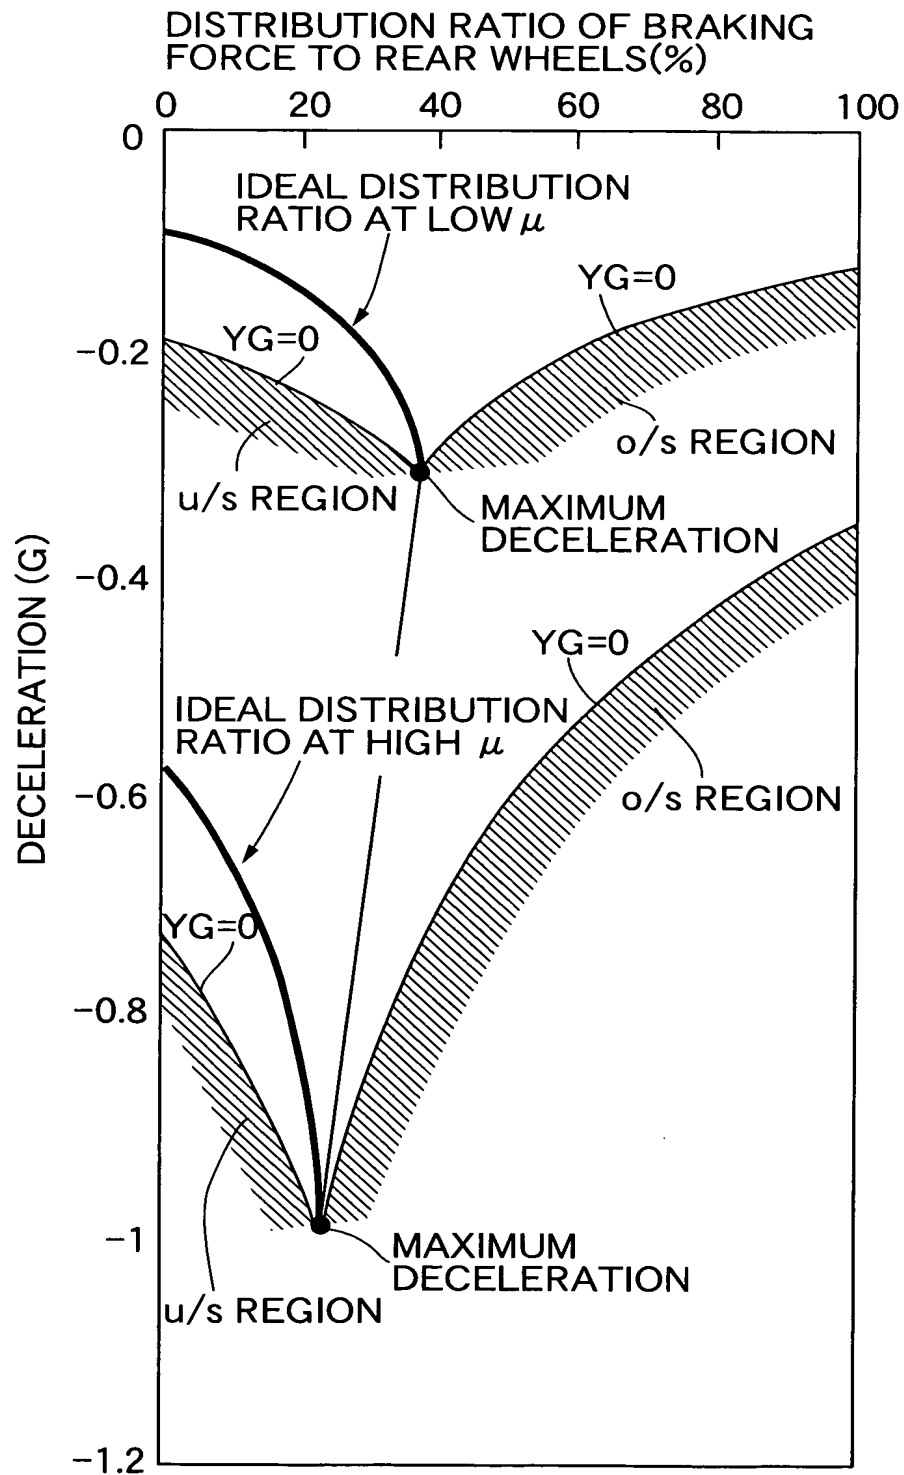 DISTRIBUTION RATIO OF BRAKING
FORCE TO REAR WHEELS(%)
0 20 40 60 80 100
0
IDEAL DISTRIBUTION
RATIO AT LOW μ
YG=0
YG=0
−0.2
o/s REGION
u/s REGION
MAXIMUM
DECELERATION
−0.4
DECELERATION (G)
YG=0
IDEAL DISTRIBUTION
RATIO AT HIGH μ
−0.6
o/s REGION
YG=0
−0.8
−1
MAXIMUM
DECELERATION
u/s REGION
−1.2